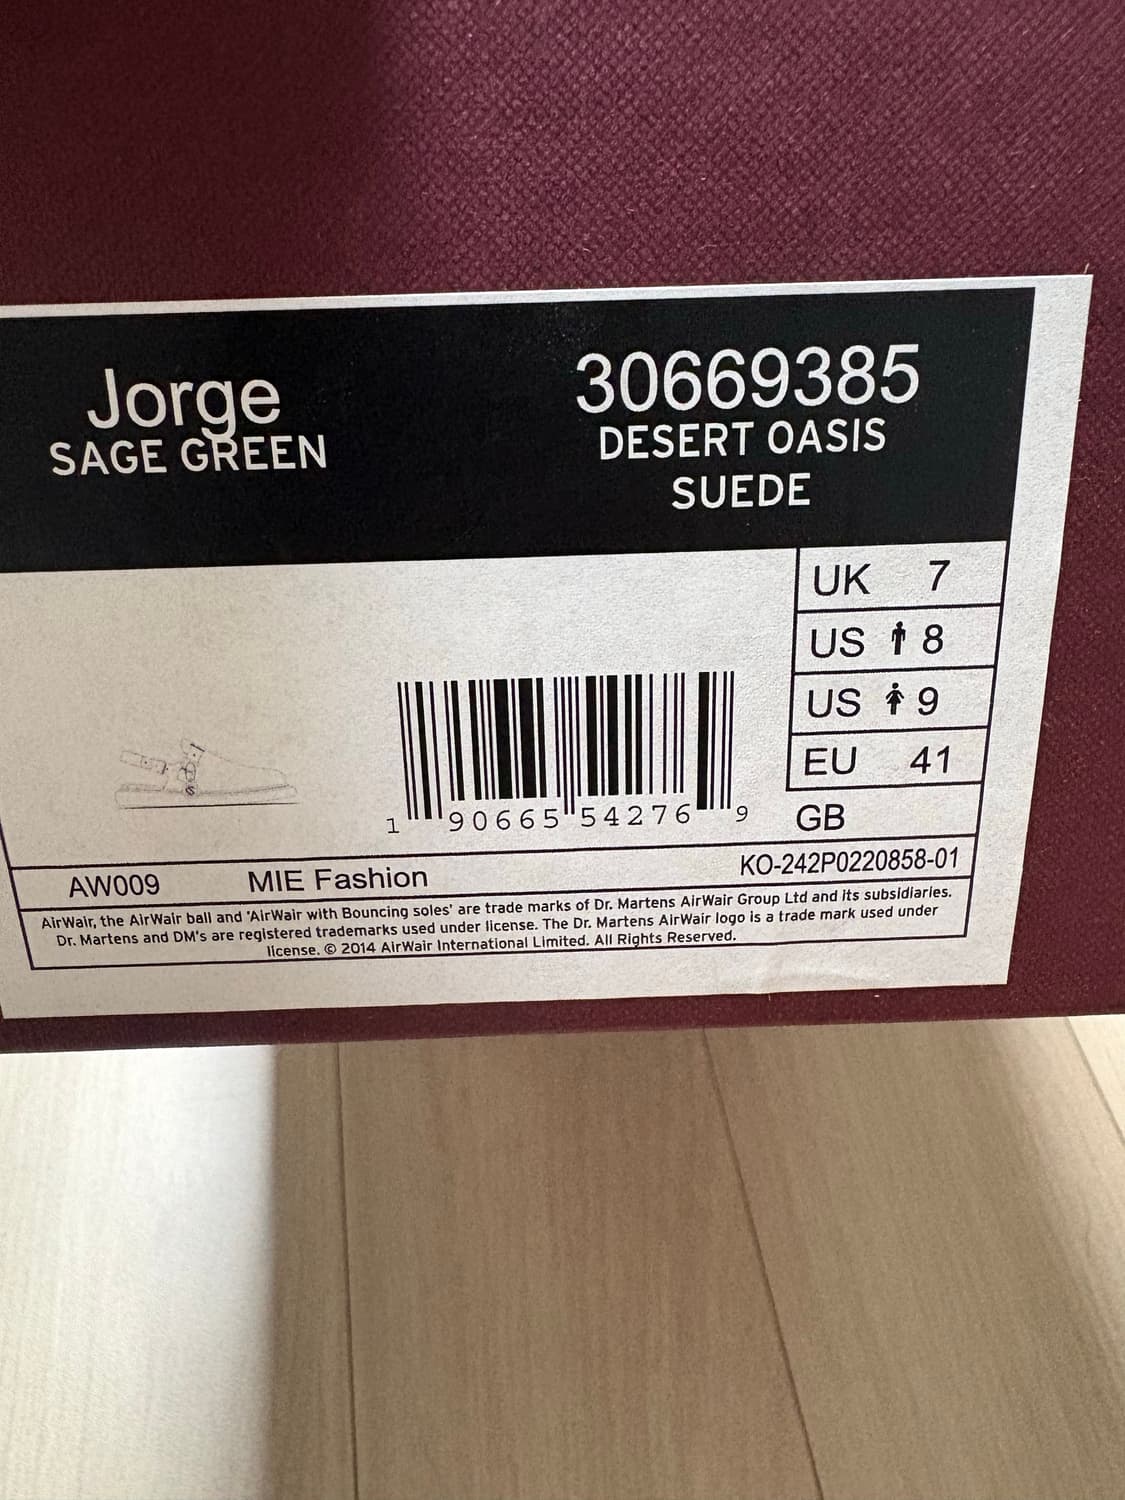 Jorge
SAGE GREEN
30669385
DESERT OASIS
SUEDE
UK 7
US 8
US 9
EU 41
GB
1 90665 54276 9
AW009 MIE Fashion KO-242P0220858-01
AirWair, the AirWair ball and 'AirWair with Bouncing soles' are trade marks of Dr. Martens AirWair Group Ltd and its subsidiaries.
Dr. Martens and DM's are registered trademarks used under license. The Dr. Martens AirWair logo is a trade mark used under
license. © 2014 AirWair International Limited. All Rights Reserved.